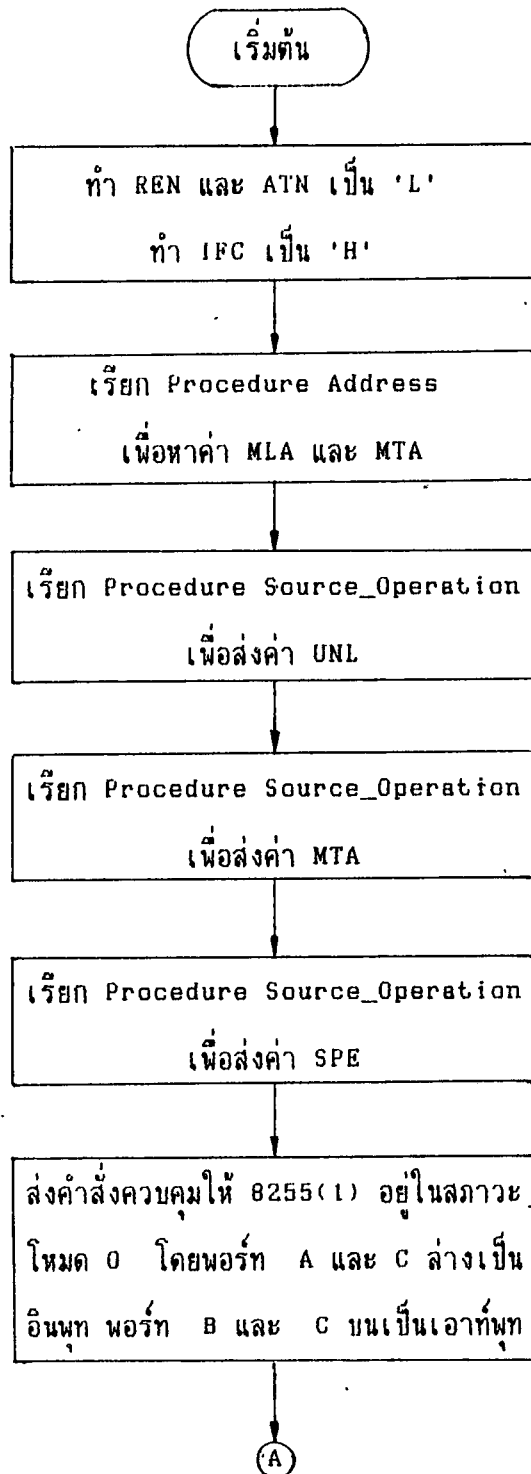 เริ่มต้น
ทำ REN และ ATN เป็น 'L'
ทำ IFC เป็น 'H'
เรียก Procedure Address
เพื่อหาค่า MLA และ MTA
เรียก Procedure Source_Operation
เพื่อส่งค่า UNL
เรียก Procedure Source_Operation
เพื่อส่งค่า MTA
เรียก Procedure Source_Operation
เพื่อส่งค่า SPE
ส่งคำสั่งควบคุมให้ 8255(1) อยู่ในสภาวะ
โหมด 0 โดยพอร์ท A และ C ล่างเป็น
อินพุท พอร์ท B และ C บนเป็นเอาท์พุท
A